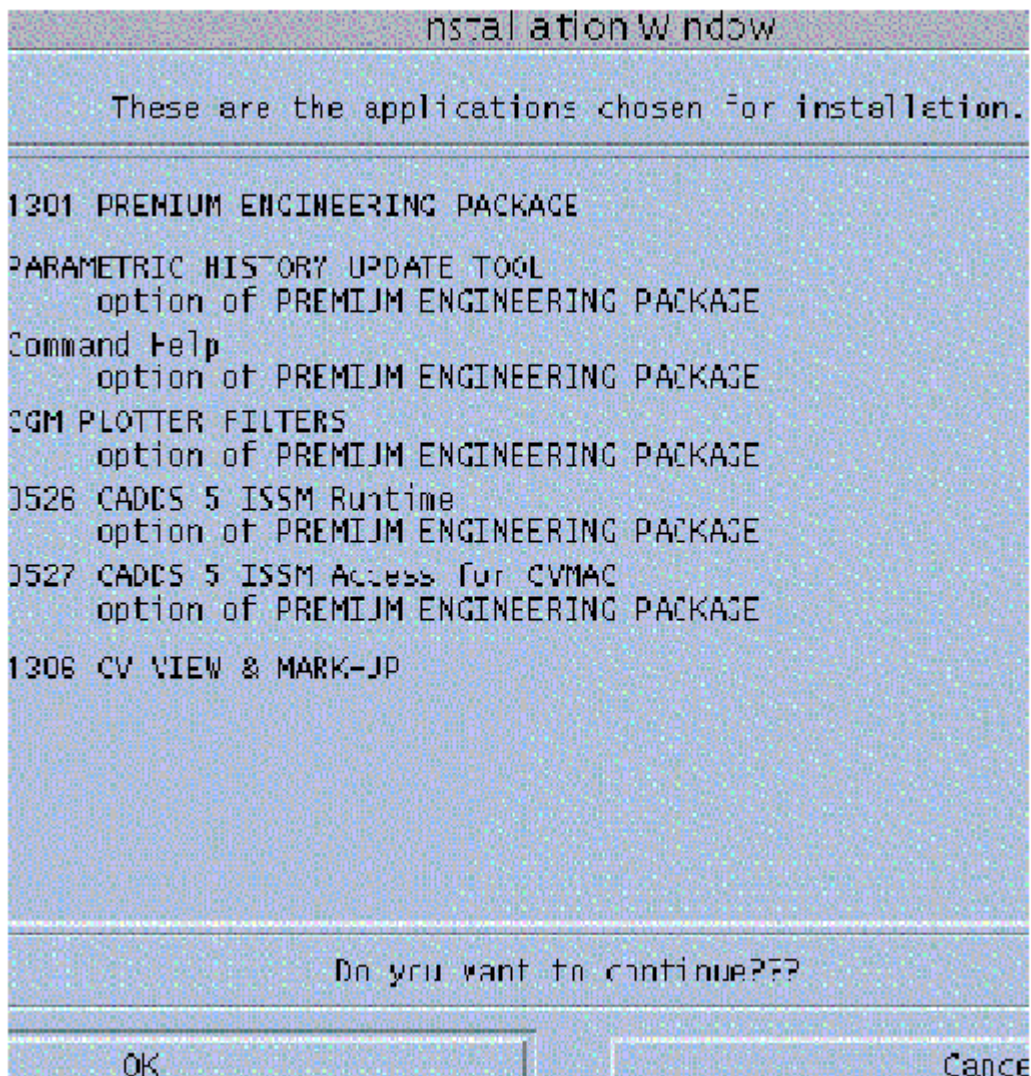 Installation Window
These are the applications chosen for installation.
1301 PREMIUM ENGINEERING PACKAGE
PARAMETRIC HISTORY UPDATE TOOL
option of PREMIUM ENGINEERING PACKAGE
Command Help
option of PREMIUM ENGINEERING PACKAGE
CGM PLOTTER FILTERS
option of PREMIUM ENGINEERING PACKAGE
0526 CADDS 5 ISSM Runtime
option of PREMIUM ENGINEERING PACKAGE
0527 CADDS 5 ISSM Access for CVMAC
option of PREMIUM ENGINEERING PACKAGE
1306 CV VIEW & MARK-UP
Do you want to continue???
OK
Cance